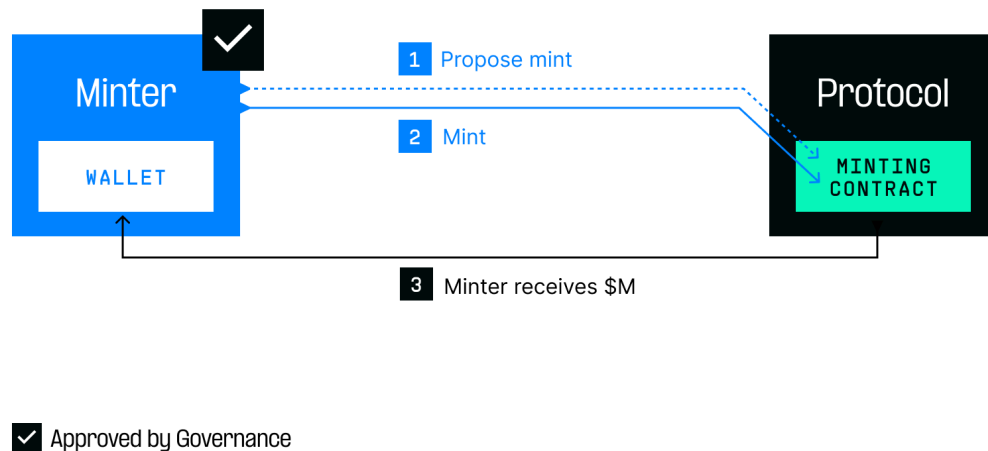 Minter
WALLET
1 Propose mint
2 Mint
Protocol
MINTING
CONTRACT
3 Minter receives $M
Approved by Governance